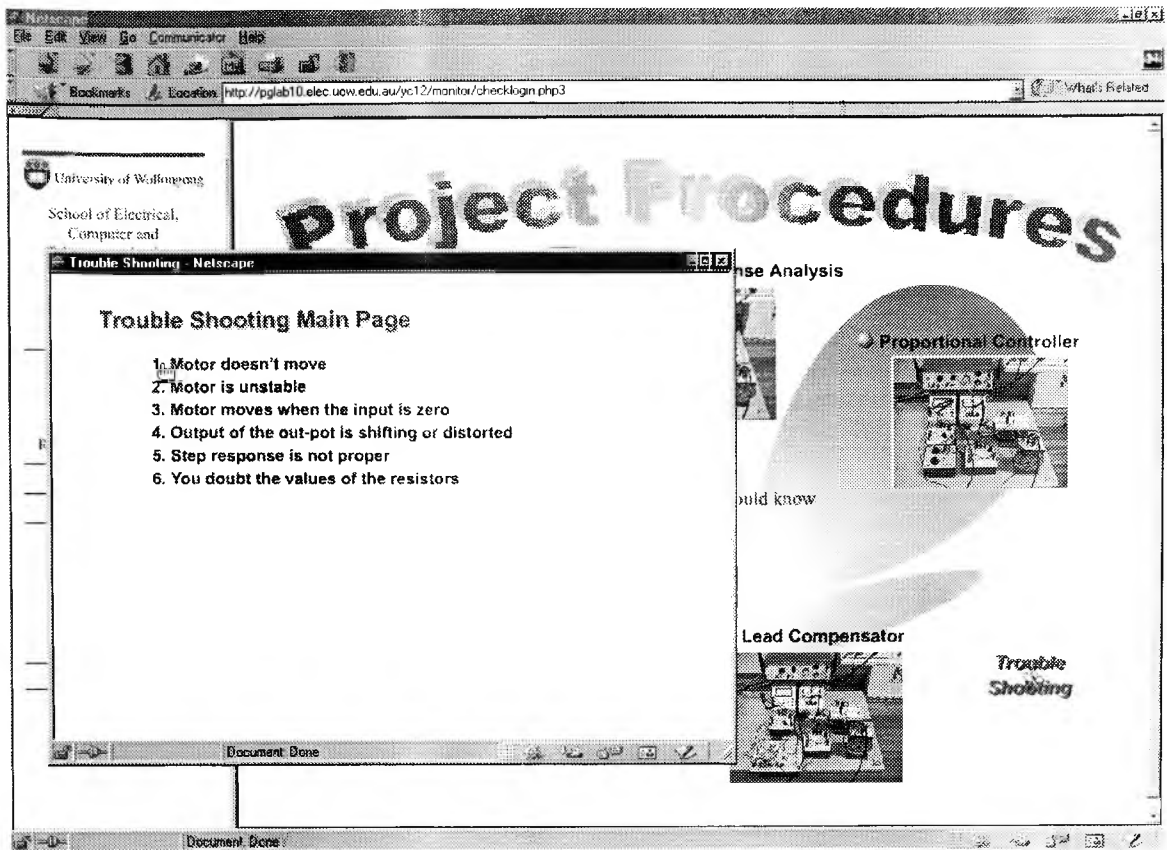 Netscape
File Edit View Go Communicator Help
Bookmarks Location http://pglab10.elec.uow.edu.au/yc12/monitor/checklogin.php3 What's Related
University of Wollongong
School of Electrical,
Computer and
Project Procedures
nse Analysis
Proportional Controller
ould know
Lead Compensator
Trouble
Shooting
Trouble Shooting - Netscape
Trouble Shooting Main Page
1. Motor doesn't move
2. Motor is unstable
3. Motor moves when the input is zero
4. Output of the out-pot is shifting or distorted
5. Step response is not proper
6. You doubt the values of the resistors
Document: Done
Document: Done